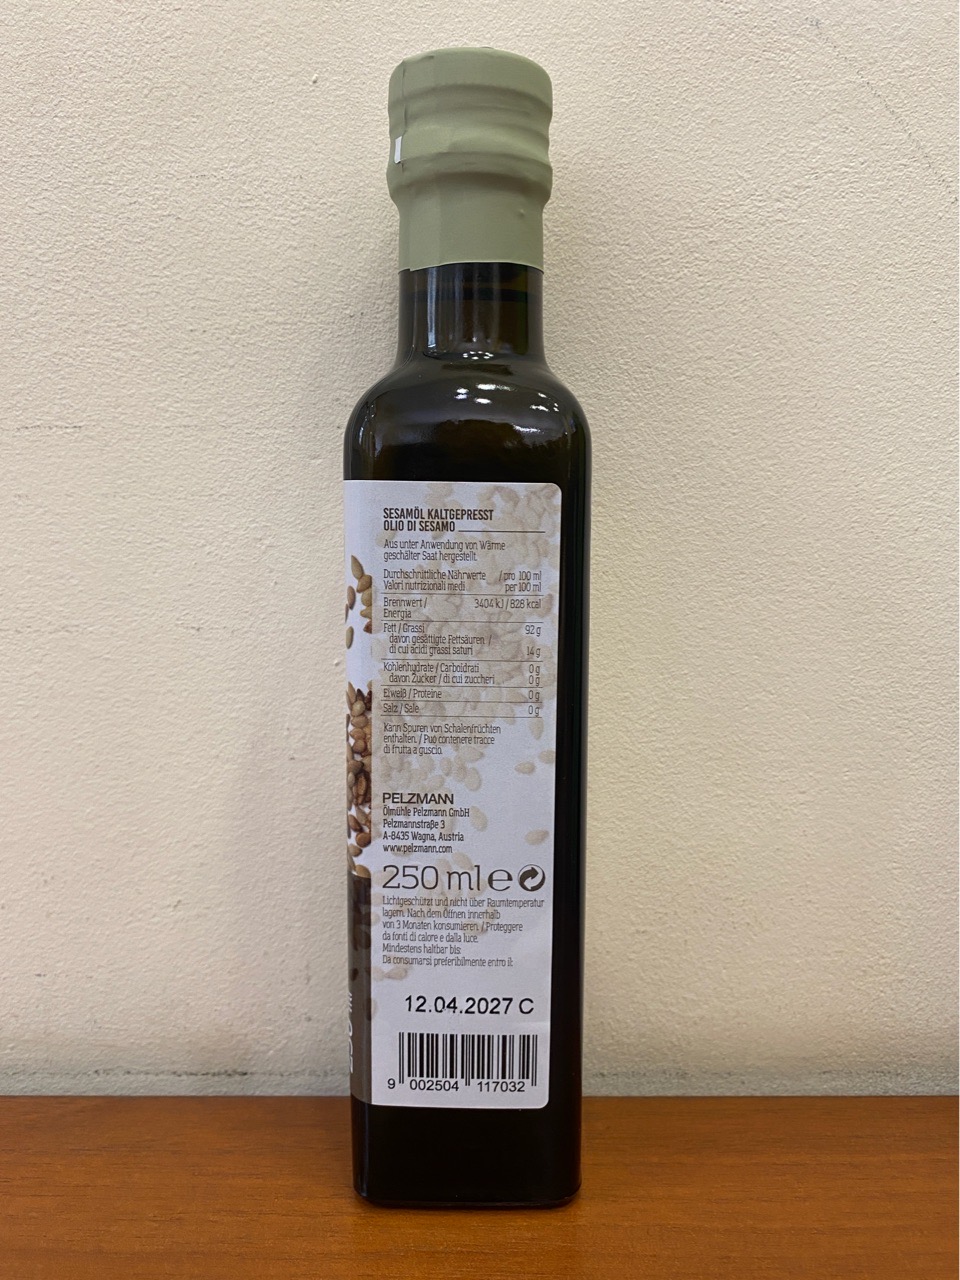 SESAMÖL KALTGEPRESST
OLIO DI SESAMO
Aus unter Anwendung von Wärme
geschälter Saat hergestellt.
Durchschnittliche Nährwerte / pro 100 ml
Valori nutrizionali medi per 100 ml
Brennwert / 3404 kJ / 828 kcal
Energia
Fett / Grassi 92 g
davon gesättigte Fettsäuren /
di cui acidi grassi saturi 14 g
Kohlenhydrate / Carboidrati 0 g
davon Zucker / di cui zuccheri 0 g
Eiweiß / Proteine 0 g
Salz / Sale 0 g
Kann Spuren von Schalenfrüchten
enthalten. / Può contenere tracce
di frutta a guscio.
PELZMANN
Ölmühle Pelzmann GmbH
Pelzmannstraße 3
A-8435 Wagna, Austria
www.pelzmann.com
250 ml e
Lichtgeschützt und nicht über Raumtemperatur
lagern. Nach dem Öffnen innerhalb
von 3 Monaten konsumieren. / Proteggere
da fonti di calore e dalla luce.
Mindestens haltbar bis:
Da consumarsi preferibilmente entro il:
12.04.2027 C
9 002504 117032